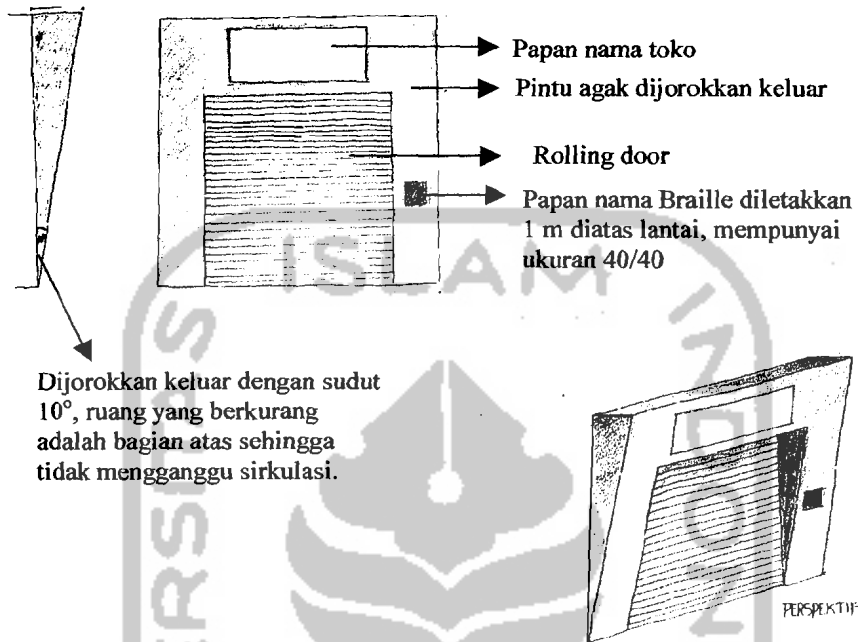 Papan nama toko
Pintu agak dijorokkan keluar
Rolling door
Papan nama Braille diletakkan
1 m diatas lantai, mempunyai
ukuran 40/40
Dijorokkan keluar dengan sudut
10°, ruang yang berkurang
adalah bagian atas sehingga
tidak mengganggu sirkulasi.
PERSPEKTIF
ISLAM